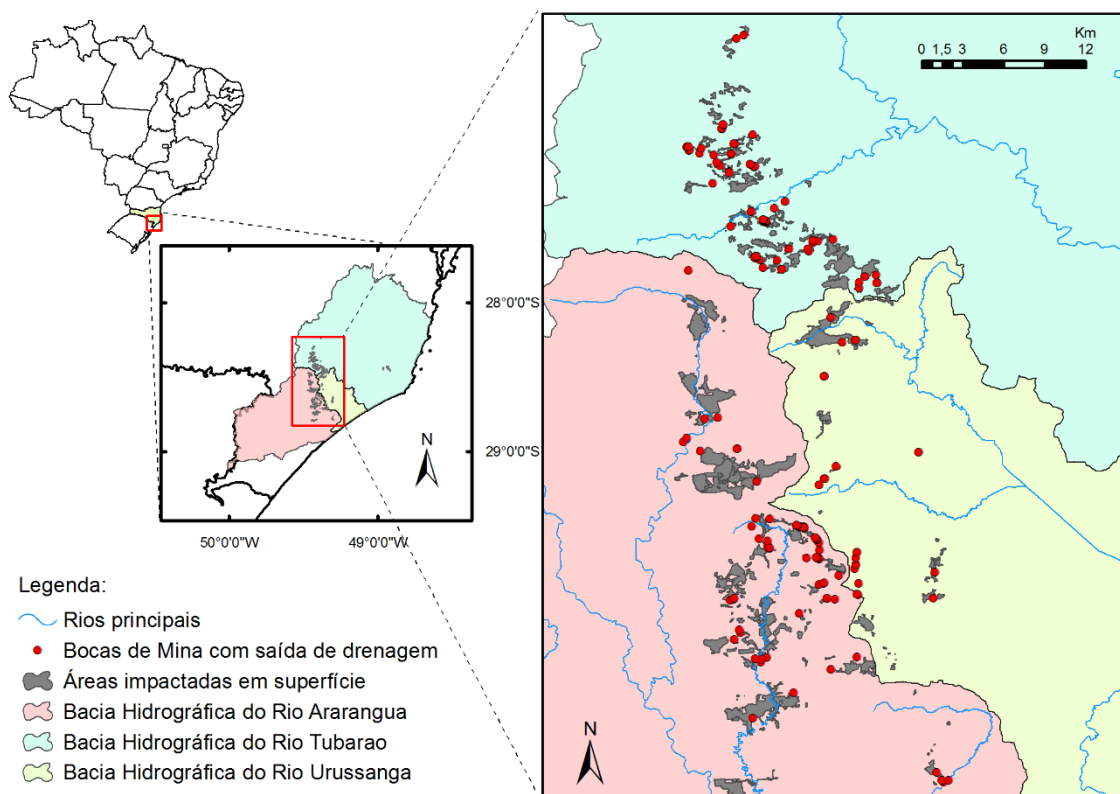 Km
0 1,5 3 6 9 12
28°0'0"S
29°0'0"S
N
50°0'0"W
49°0'0"W
Legenda:
Rios principais
Bocas de Mina com saída de drenagem
Áreas impactadas em superfície
Bacia Hidrográfica do Rio Ararangua
Bacia Hidrográfica do Rio Tubarao
Bacia Hidrográfica do Rio Urussanga
N